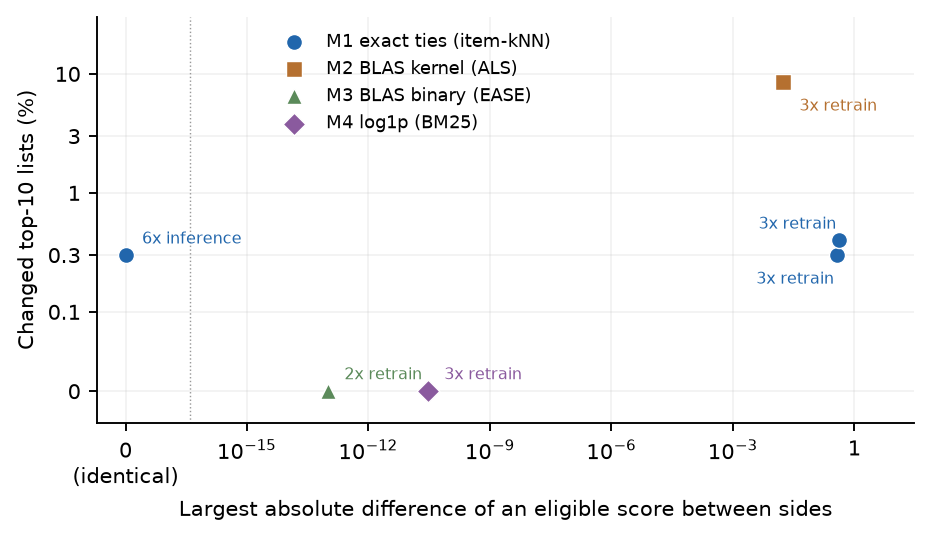 M1 exact ties (item-kNN)
M2 BLAS kernel (ALS)
M3 BLAS binary (EASE)
M4 log1p (BM25)
Changed top-10 lists (%)
10
3
1
0.3
0.1
0
3x retrain
3x retrain
6x inference
3x retrain
2x retrain
3x retrain
0
(identical)
10⁻¹⁵
10⁻¹²
10⁻⁹
10⁻⁶
10⁻³
1
Largest absolute difference of an eligible score between sides